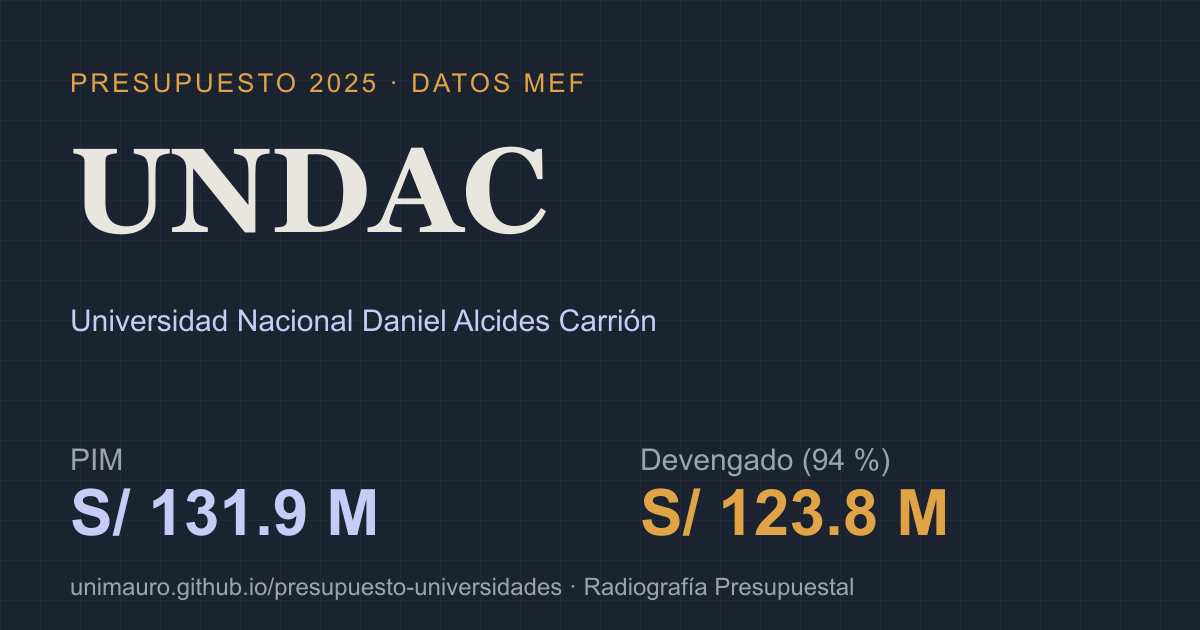 PRESUPUESTO 2025 · DATOS MEF
UNDAC
Universidad Nacional Daniel Alcides Carrión
PIM
S/ 131.9 M
Devengado (94 %)
S/ 123.8 M
unimauro.github.io/presupuesto-universidades · Radiografía Presupuestal